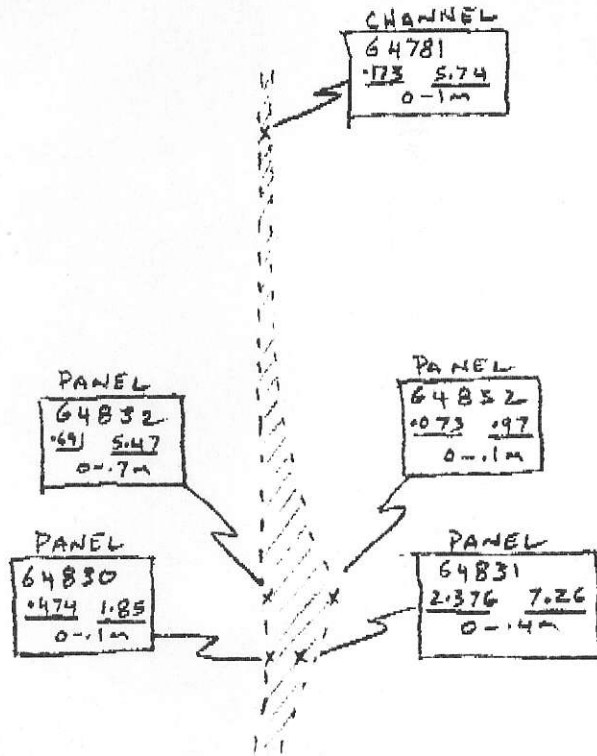 CHANNEL
64781
.173 5.74
0-1m
PANEL
64832
.691 5.47
0-.7m
PANEL
64832
.073 .97
0-.1m
PANEL
64830
.474 1.85
0-.1m
64831
2.376 7.26
0-.4m
PANEL